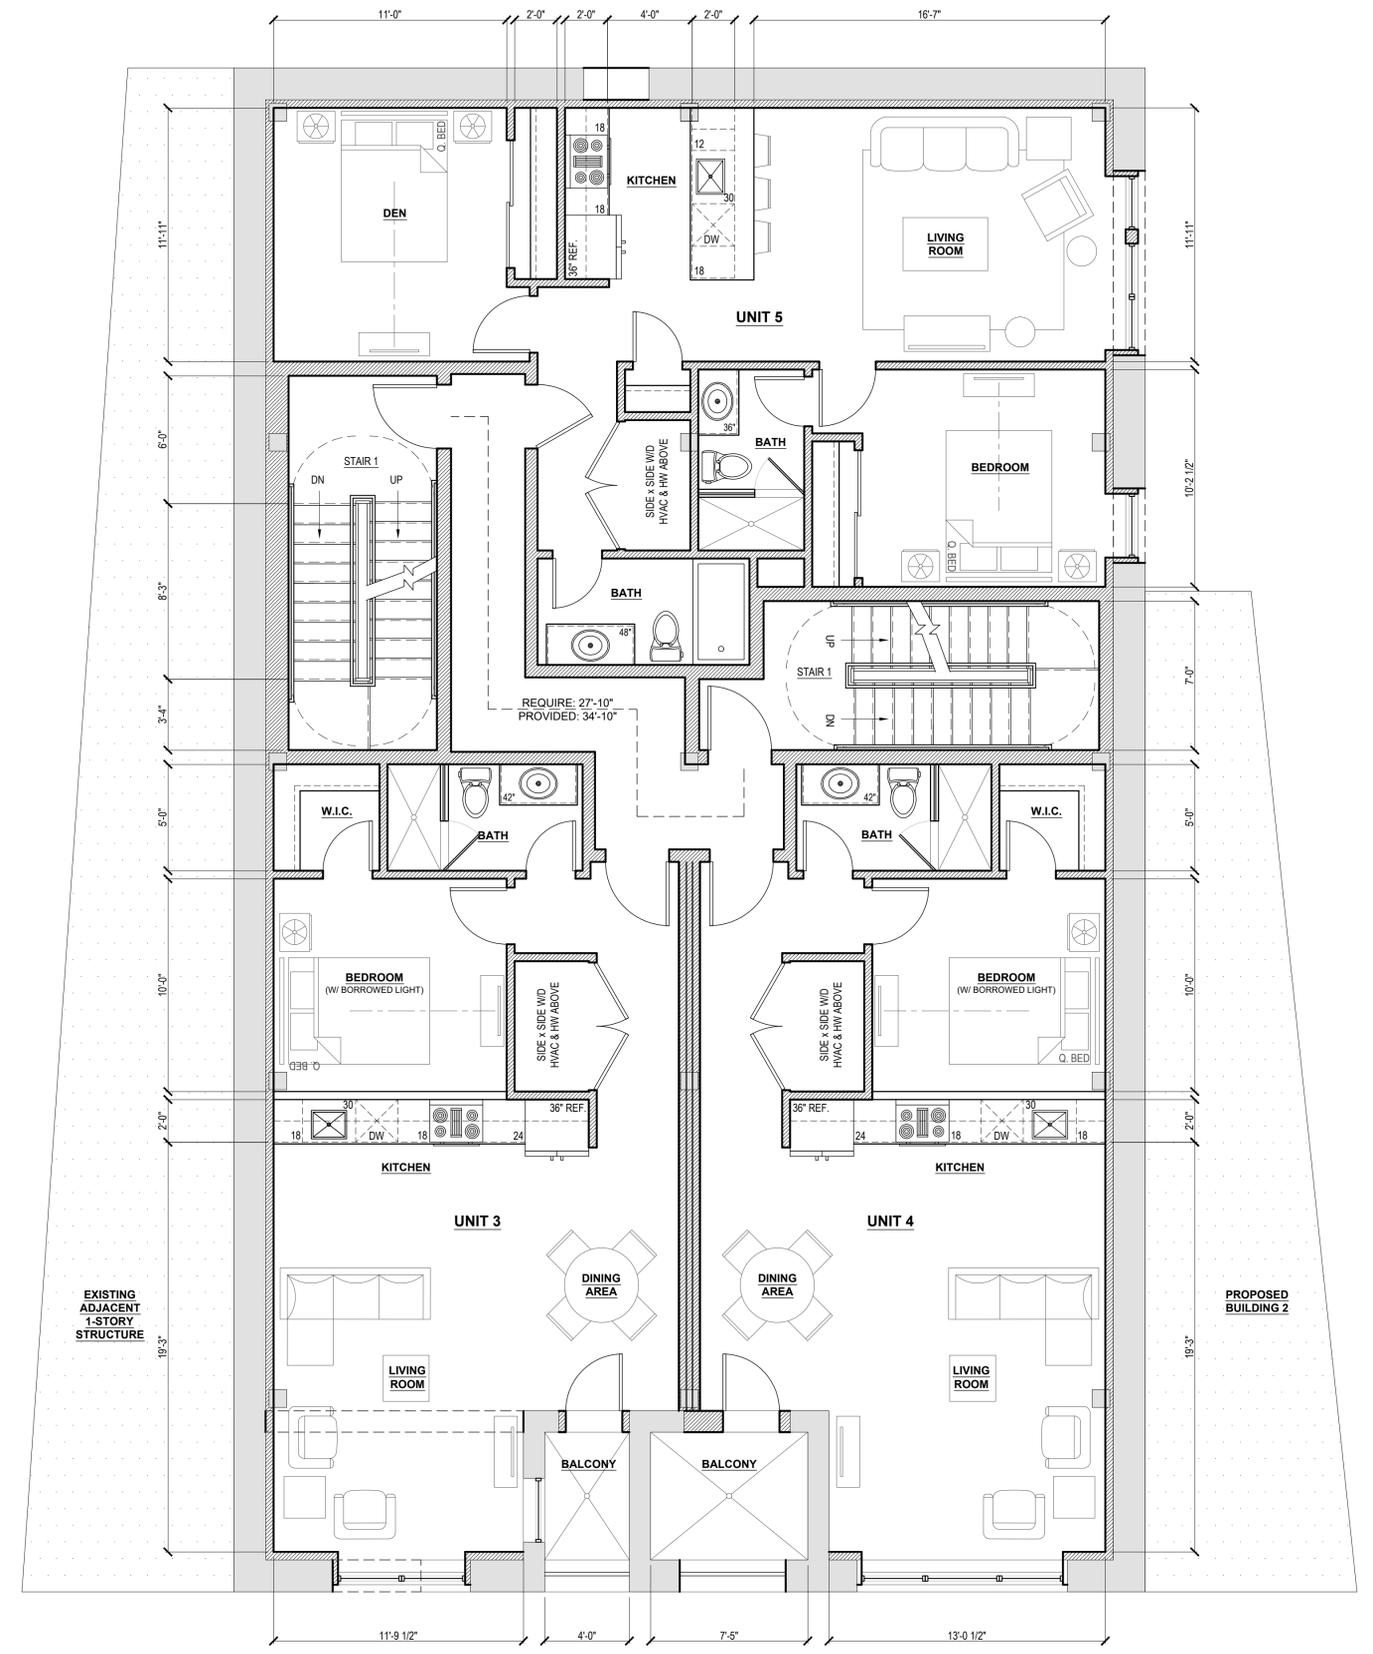 11'-0"
2'-0"
2'-0"
4'-0"
2'-0"
16'-7"
11'-11"
Q. BED
DEN
18
KITCHEN
18
36" REF.
12
30
DW
18
LIVING
ROOM
11'-11"
UNIT 5
6'-0"
STAIR 1
DN
UP
SIDE x SIDE W/D
HVAC & HW ABOVE
36"
BATH
BEDROOM
Q. BED
10'-2 1/2"
8'-3"
BATH
48"
UP
STAIR 1
DN
7'-0"
3'-4"
REQUIRE: 27'-10"
PROVIDED: 34'-10"
5'-0"
W.I.C.
42"
BATH
42"
BATH
W.I.C.
5'-0"
10'-0"
BEDROOM
(W/ BORROWED LIGHT)
Q. BED
SIDE x SIDE W/D
HVAC & HW ABOVE
SIDE x SIDE W/D
HVAC & HW ABOVE
BEDROOM
(W/ BORROWED LIGHT)
Q. BED
10'-0"
2'-0"
18
30
DW
18
24
36" REF.
36" REF.
24
18
DW
30
18
2'-0"
KITCHEN
KITCHEN
UNIT 3
UNIT 4
DINING
AREA
DINING
AREA
EXISTING
ADJACENT
1-STORY
STRUCTURE
PROPOSED
BUILDING 2
19'-3"
19'-3"
LIVING
ROOM
LIVING
ROOM
BALCONY
BALCONY
11'-9 1/2"
4'-0"
7'-5"
13'-0 1/2"